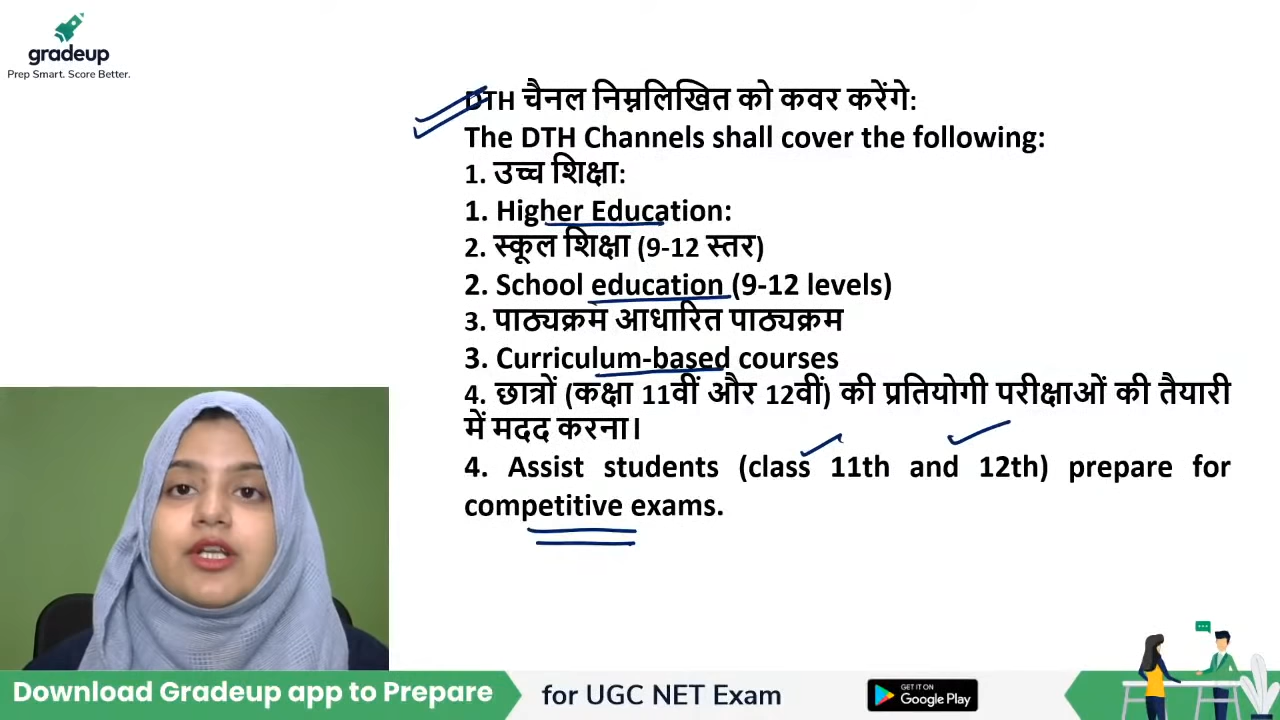 gradeup
Prep Smart. Score Better.
DTH चैनल निम्नलिखित को कवर करेंगे:
The DTH Channels shall cover the following:
1. उच्च शिक्षा:
1. Higher Education:
2. स्कूल शिक्षा (9-12 स्तर)
2. School education (9-12 levels)
3. पाठ्यक्रम आधारित पाठ्यक्रम
3. Curriculum-based courses
4. छात्रों (कक्षा 11वीं और 12वीं) की प्रतियोगी परीक्षाओं की तैयारी
में मदद करना।
4. Assist students (class 11th and 12th) prepare for
competitive exams.
Download Gradeup app to Prepare
for UGC NET Exam
GET IT ON
Google Play